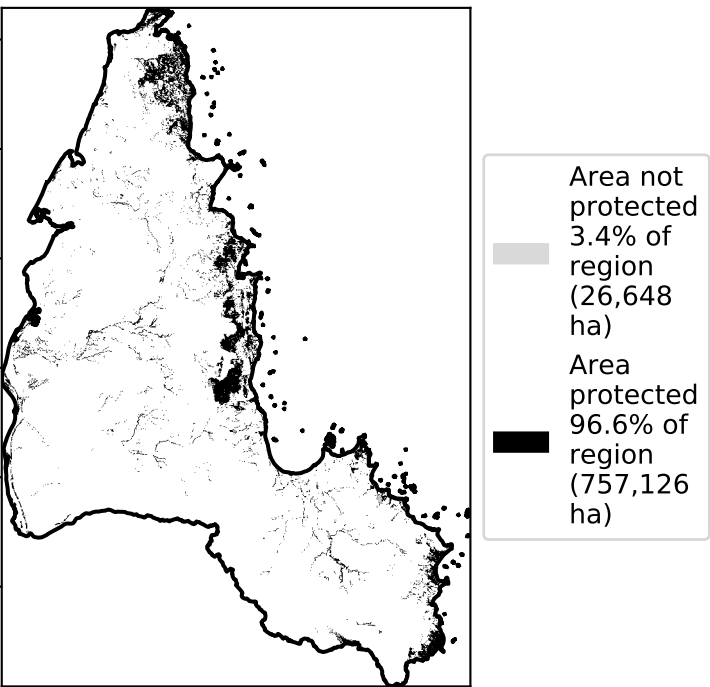 Area not
protected
3.4% of
region
(26,648
ha)
Area
protected
96.6% of
region
(757,126
ha)